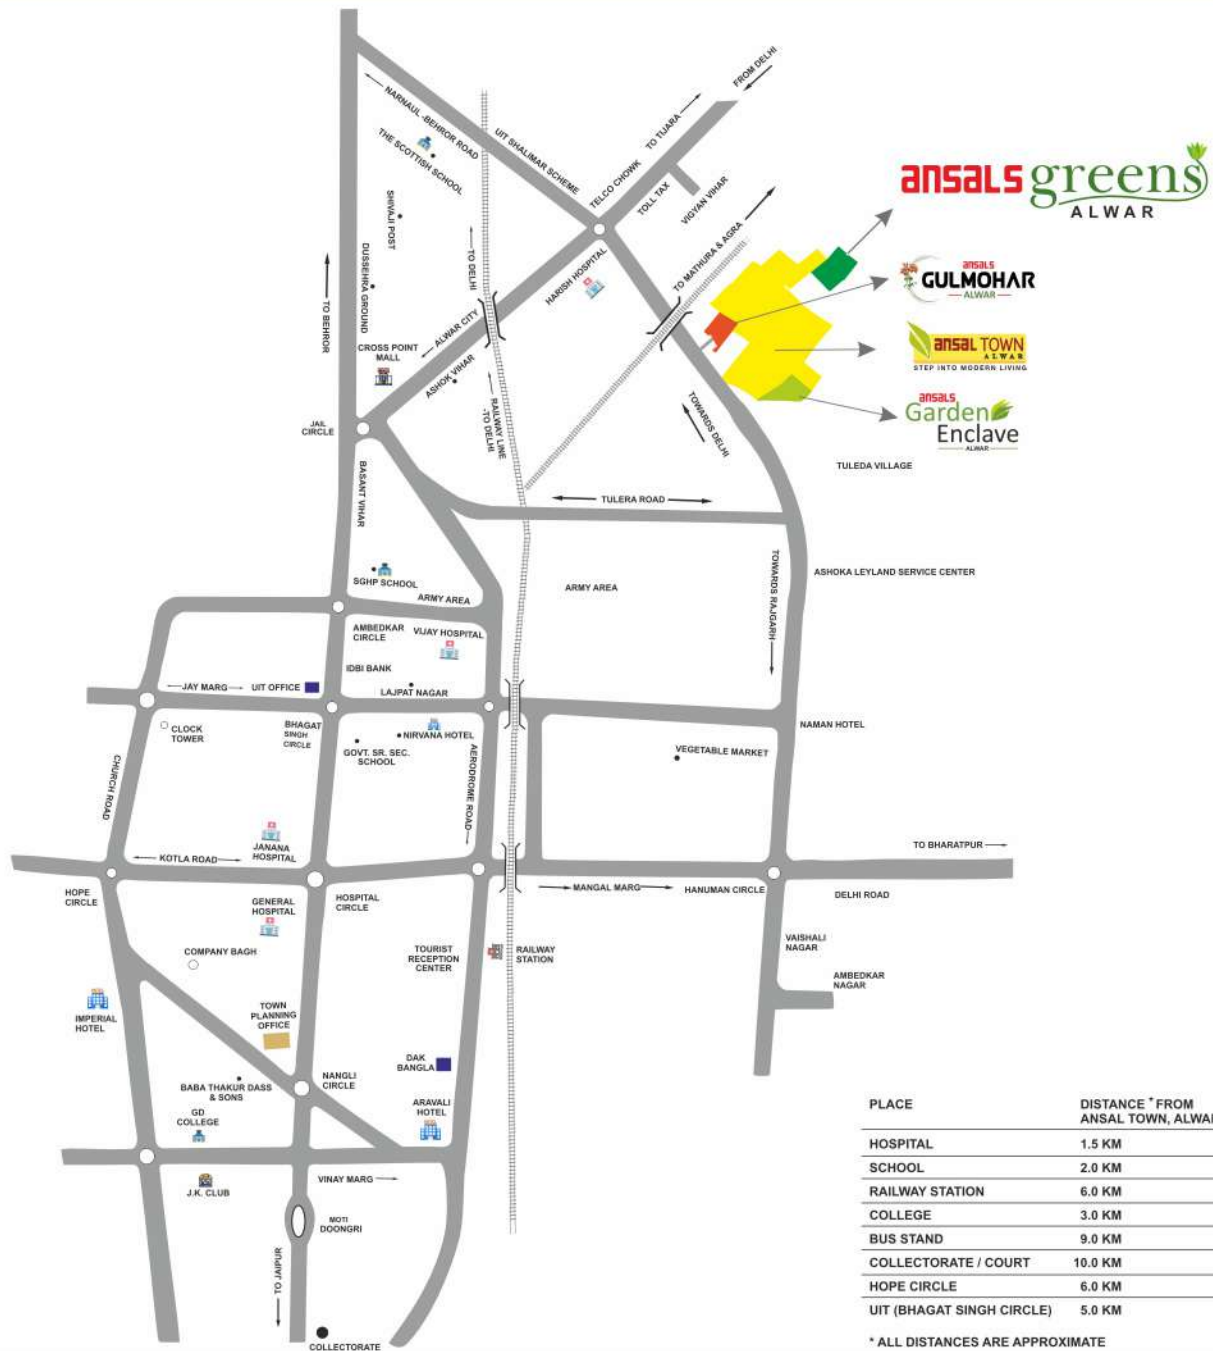 FROM DELHI
TO TIJARA
NARNAUL -BEHROR ROAD
UIT SHALIMAR SCHEME
TELCO CHOWK
THE SCOTTISH SCHOOL
TOLL TAX
VIGYAN VIHAR
ansals greens
ALWAR
SHIVAJI POST
TO DELHI
TO MATHURA & AGRA
HARISH HOSPITAL
DUSSEHRA GROUND
TO BEHROR
ansals
GULMOHAR
ALWAR
ALWAR CITY
CROSS POINT
MALL
ASHOK VIHAR
ansal TOWN
ALWAR
STEP INTO MODERN LIVING
ansals
Garden
Enclave
ALWAR
JAIL
CIRCLE
RAILWAY LINE
-TO DELHI
TOWARDS DELHI
TULEDA VILLAGE
BASANT VIHAR
TULERA ROAD
TOWARDS RAJGARH
ASHOKA LEYLAND SERVICE CENTER
SGHP SCHOOL
ARMY AREA
ARMY AREA
AMBEDKAR
CIRCLE
VIJAY HOSPITAL
IDBI BANK
JAY MARG
UIT OFFICE
LAJPAT NAGAR
CLOCK
TOWER
BHAGAT
SINGH
CIRCLE
NIRVANA HOTEL
GOVT. SR. SEC.
SCHOOL
NAMAN HOTEL
VEGETABLE MARKET
CHURCH ROAD
AERODROME ROAD
JANANA
HOSPITAL
KOTLA ROAD
TO BHARATPUR
HOPE
CIRCLE
HOSPITAL
CIRCLE
MANGAL MARG
HANUMAN CIRCLE
DELHI ROAD
GENERAL
HOSPITAL
COMPANY BAGH
TOURIST
RECEPTION
CENTER
RAILWAY
STATION
VAISHALI
NAGAR
AMBEDKAR
NAGAR
IMPERIAL
HOTEL
TOWN
PLANNING
OFFICE
DAK
BANGLA
NANGLI
CIRCLE
BABA THAKUR DASS
& SONS
GD
COLLEGE
ARAVALI
HOTEL
VINAY MARG
J.K. CLUB
MOTI
DOONGRI
TO JAIPUR
COLLECTORATE
PLACE DISTANCE * FROM
ANSAL TOWN, ALWAR
HOSPITAL 1.5 KM
SCHOOL 2.0 KM
RAILWAY STATION 6.0 KM
COLLEGE 3.0 KM
BUS STAND 9.0 KM
COLLECTORATE / COURT 10.0 KM
HOPE CIRCLE 6.0 KM
UIT (BHAGAT SINGH CIRCLE) 5.0 KM
* ALL DISTANCES ARE APPROXIMATE